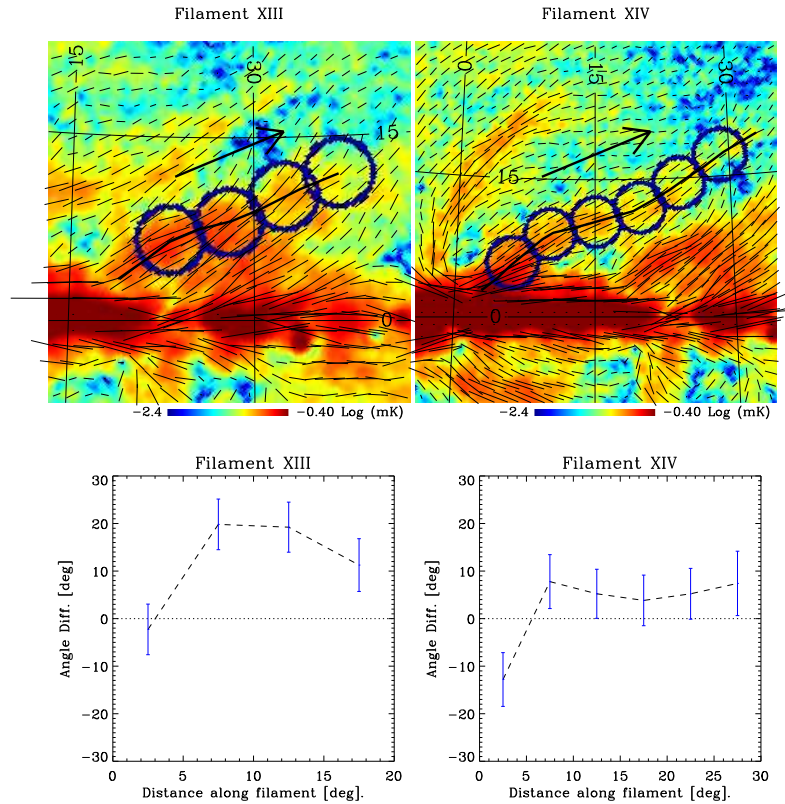 Filament XIII
Filament XIV
-15
-30
15
0
0
-15
-30
15
0
-2.4 -0.40 Log (mK)
-2.4 -0.40 Log (mK)
Filament XIII
Angle Diff. [deg]
30
20
10
0
-10
-20
-30
0 5 10 15 20
Distance along filament [deg].
Filament XIV
Angle Diff. [deg]
30
20
10
0
-10
-20
-30
0 5 10 15 20 25 30
Distance along filament [deg].